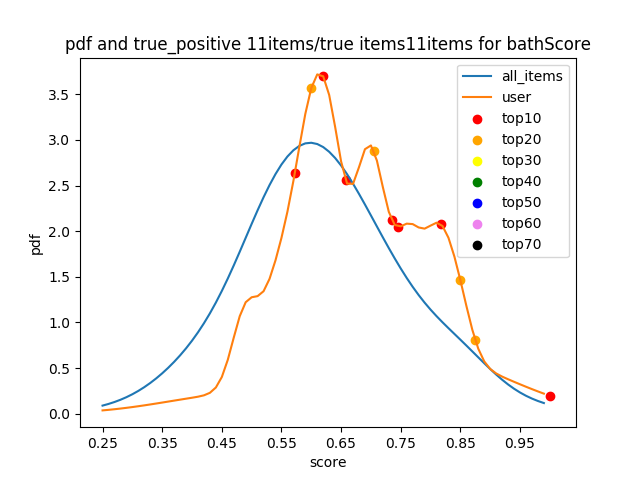 pdf and true_positive 11items/true items11items for bathScore
all_items
user
top10
top20
top30
top40
top50
top60
top70
3.5
3.0
2.5
2.0
1.5
1.0
0.5
0.0
pdf
0.25 0.35 0.45 0.55 0.65 0.75 0.85 0.95
score